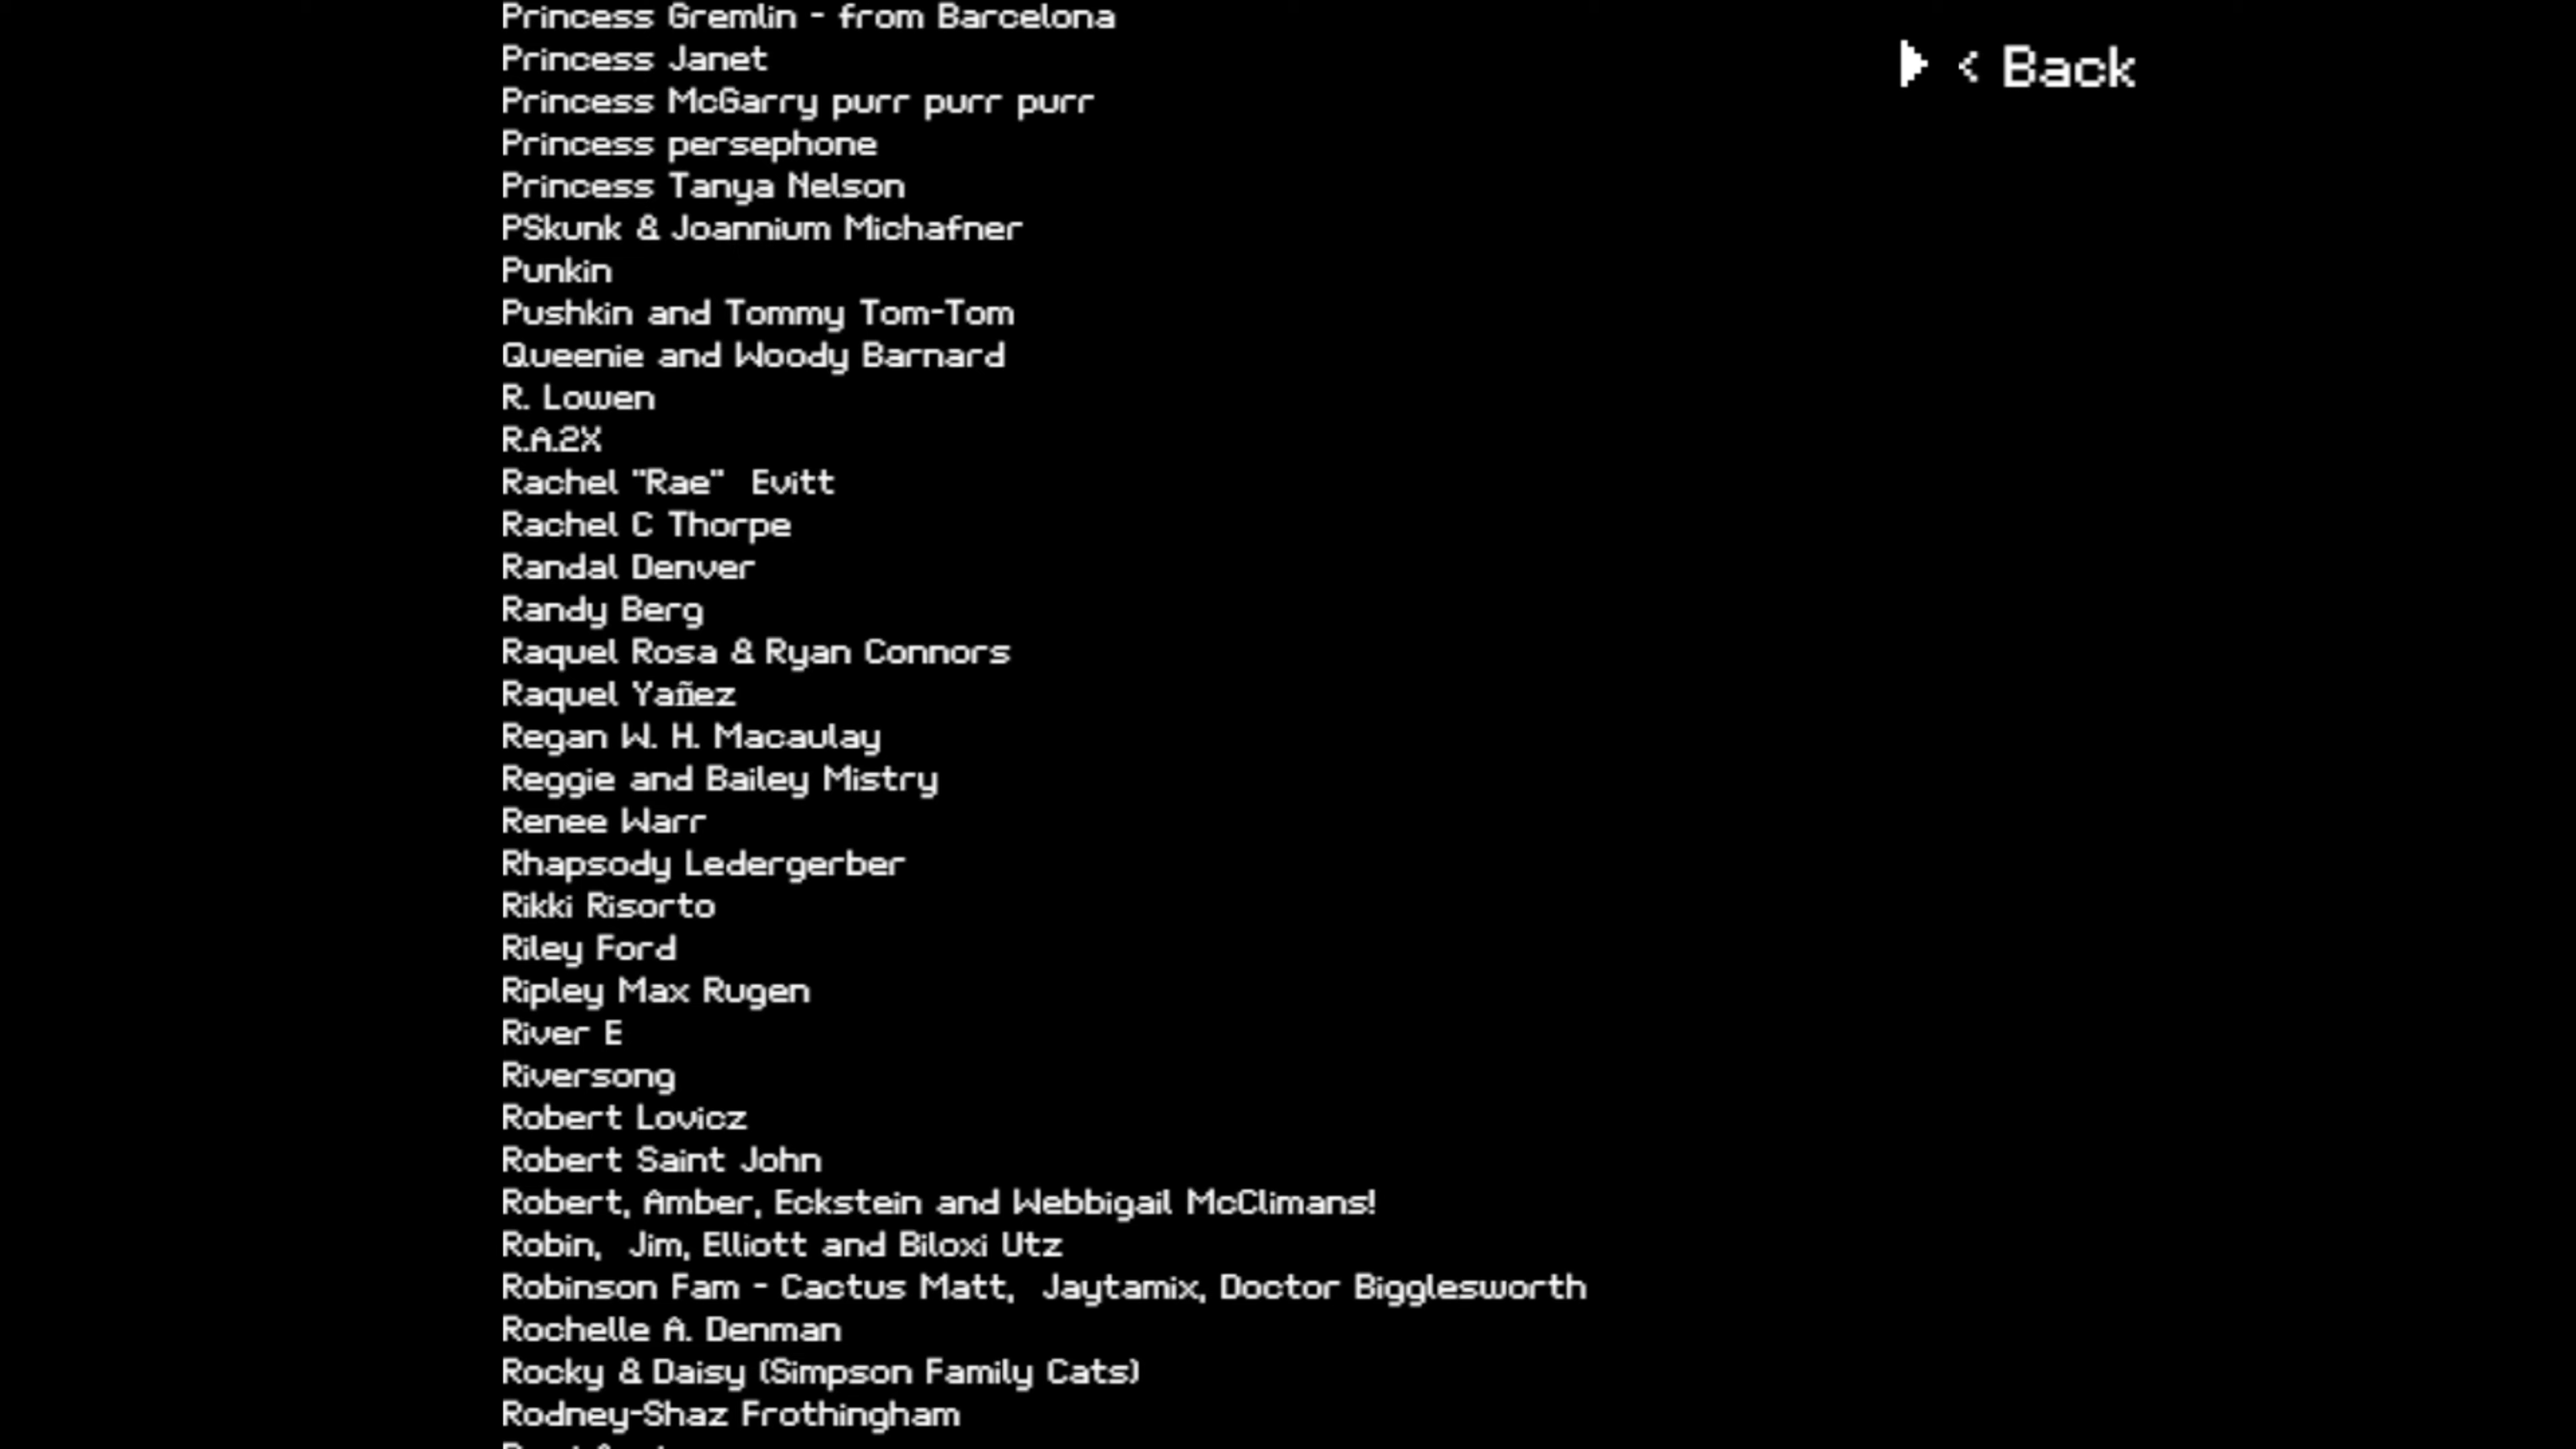 Princess Gremlin - from Barcelona
< Back
Princess Janet
Princess McGarry purr purr purr
Princess persephone
Princess Tanya Nelson
PSkunk & Joannium Michafner
Punkin
Pushkin and Tommy Tom-Tom
Queenie and Woody Barnard
R. Lowen
R.A.2X
Rachel "Rae"  Evitt
Rachel C Thorpe
Randal Denver
Randy Berg
Raquel Rosa & Ryan Connors
Raquel Yañez
Regan W. H. Macaulay
Reggie and Bailey Mistry
Renee Warr
Rhapsody Ledergerber
Rikki Risorto
Riley Ford
Ripley Max Rugen
River E
Riversong
Robert Lovicz
Robert Saint John
Robert, Amber, Eckstein and Webbigail McClimans!
Robin,  Jim, Elliott and Biloxi Utz
Robinson Fam - Cactus Matt,  Jaytamix, Doctor Bigglesworth
Rochelle A. Denman
Rocky & Daisy (Simpson Family Cats)
Rodney-Shaz Frothingham